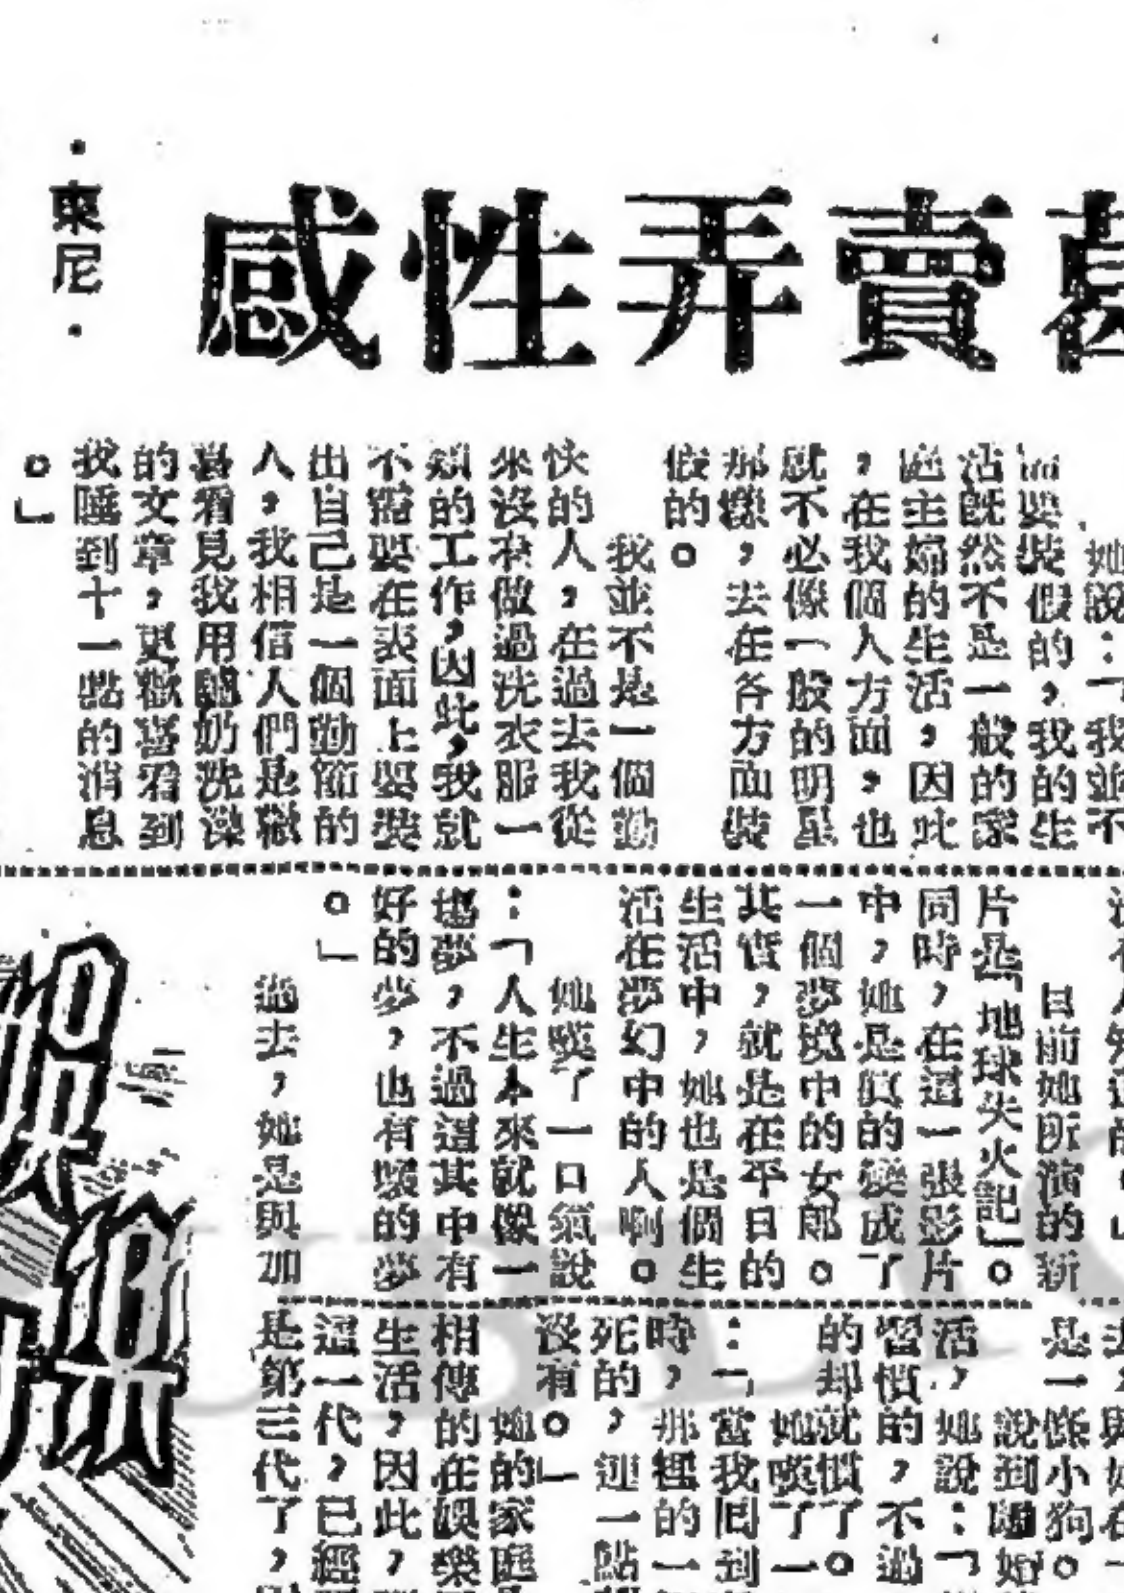 葛賣弄性感
・東尼・
她說：「我並不
需要裝假的，我的生
活既然不是一般的家
庭主婦的生活，因此
，在我個人方面，也
就不必像一般的明星
那樣，去在各方面裝
假的。
我並不是一個勤
快的人，在過去我從
來沒有做過洗衣服一
類的工作，因此，我就
不需要在表面上要裝
出自己是一個勤節的
人，我相信人們是歡
喜看見我用鮮奶洗澡
的文章，更歡喜看到
我睡到十一點的消息
。」
目前她所演的新
片是「地球失火記」。
同時，在這一張影片
中，她是真的變成了
一個夢境中的女郎。
其實，就是在平日的
生活中，她也是個生
活在夢幻中的人啊。
她嘆了一口氣說
：「人生本來就像一
場夢，不過這其中有
好的夢，也有壞的夢
。」
過去，她是與加
是一條小狗。
說到
活，她說：「
習慣的，不過
的却就慣了。
她嘆了一
：「當我回到
時，那裡的一
死的，連一點
沒有。」
她的家庭
相傳的在娛樂
生活，因此，
這一代，已經
是第三代了，